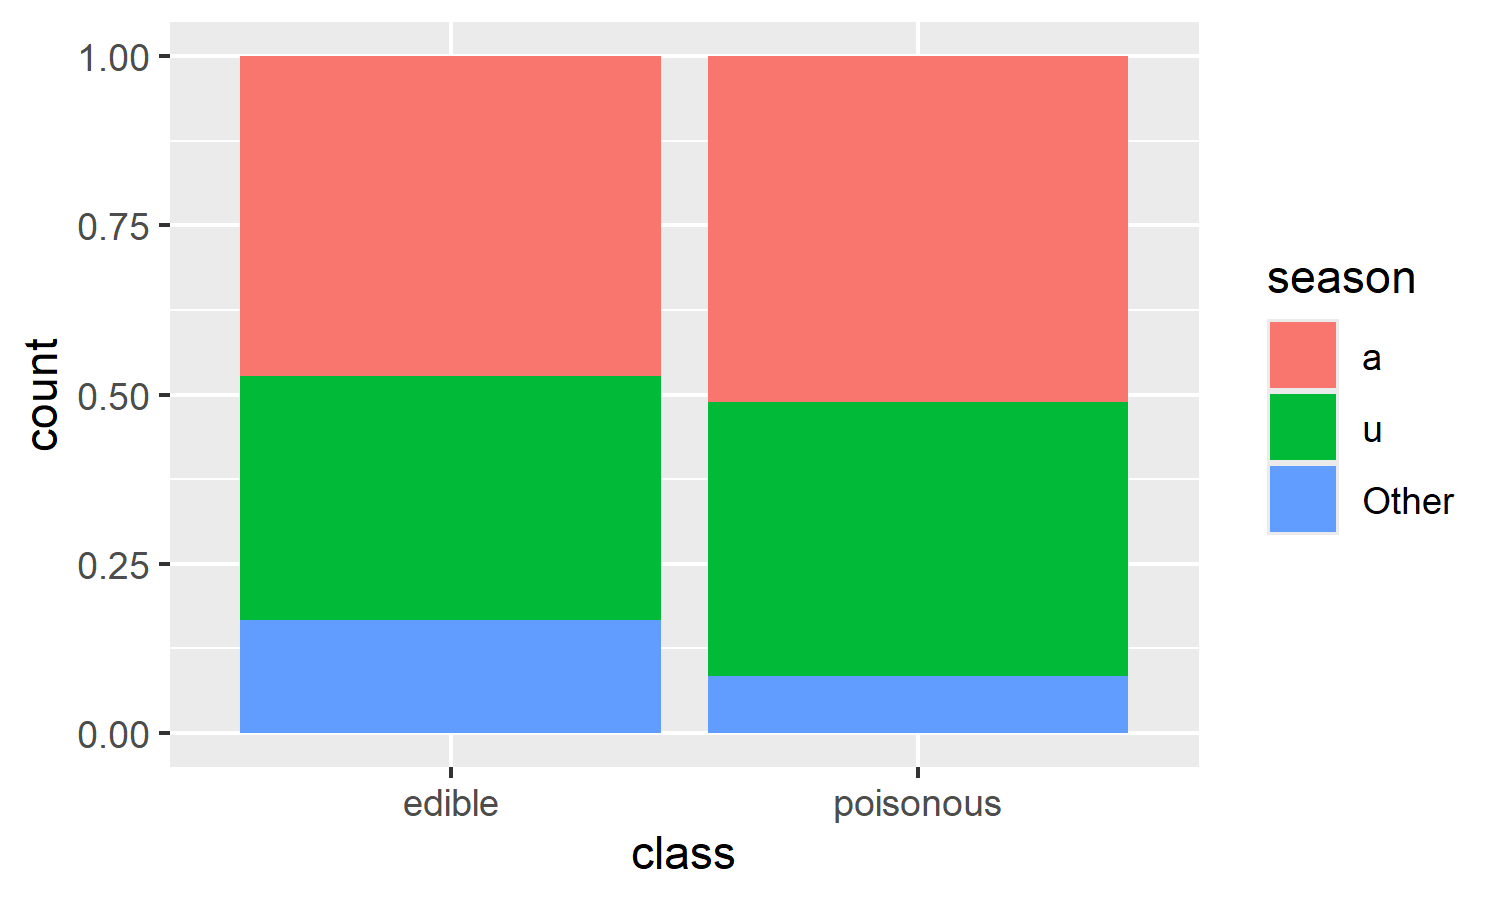 1.00
0.75
0.50
0.25
0.00
count
edible
poisonous
class
season
a
u
Other